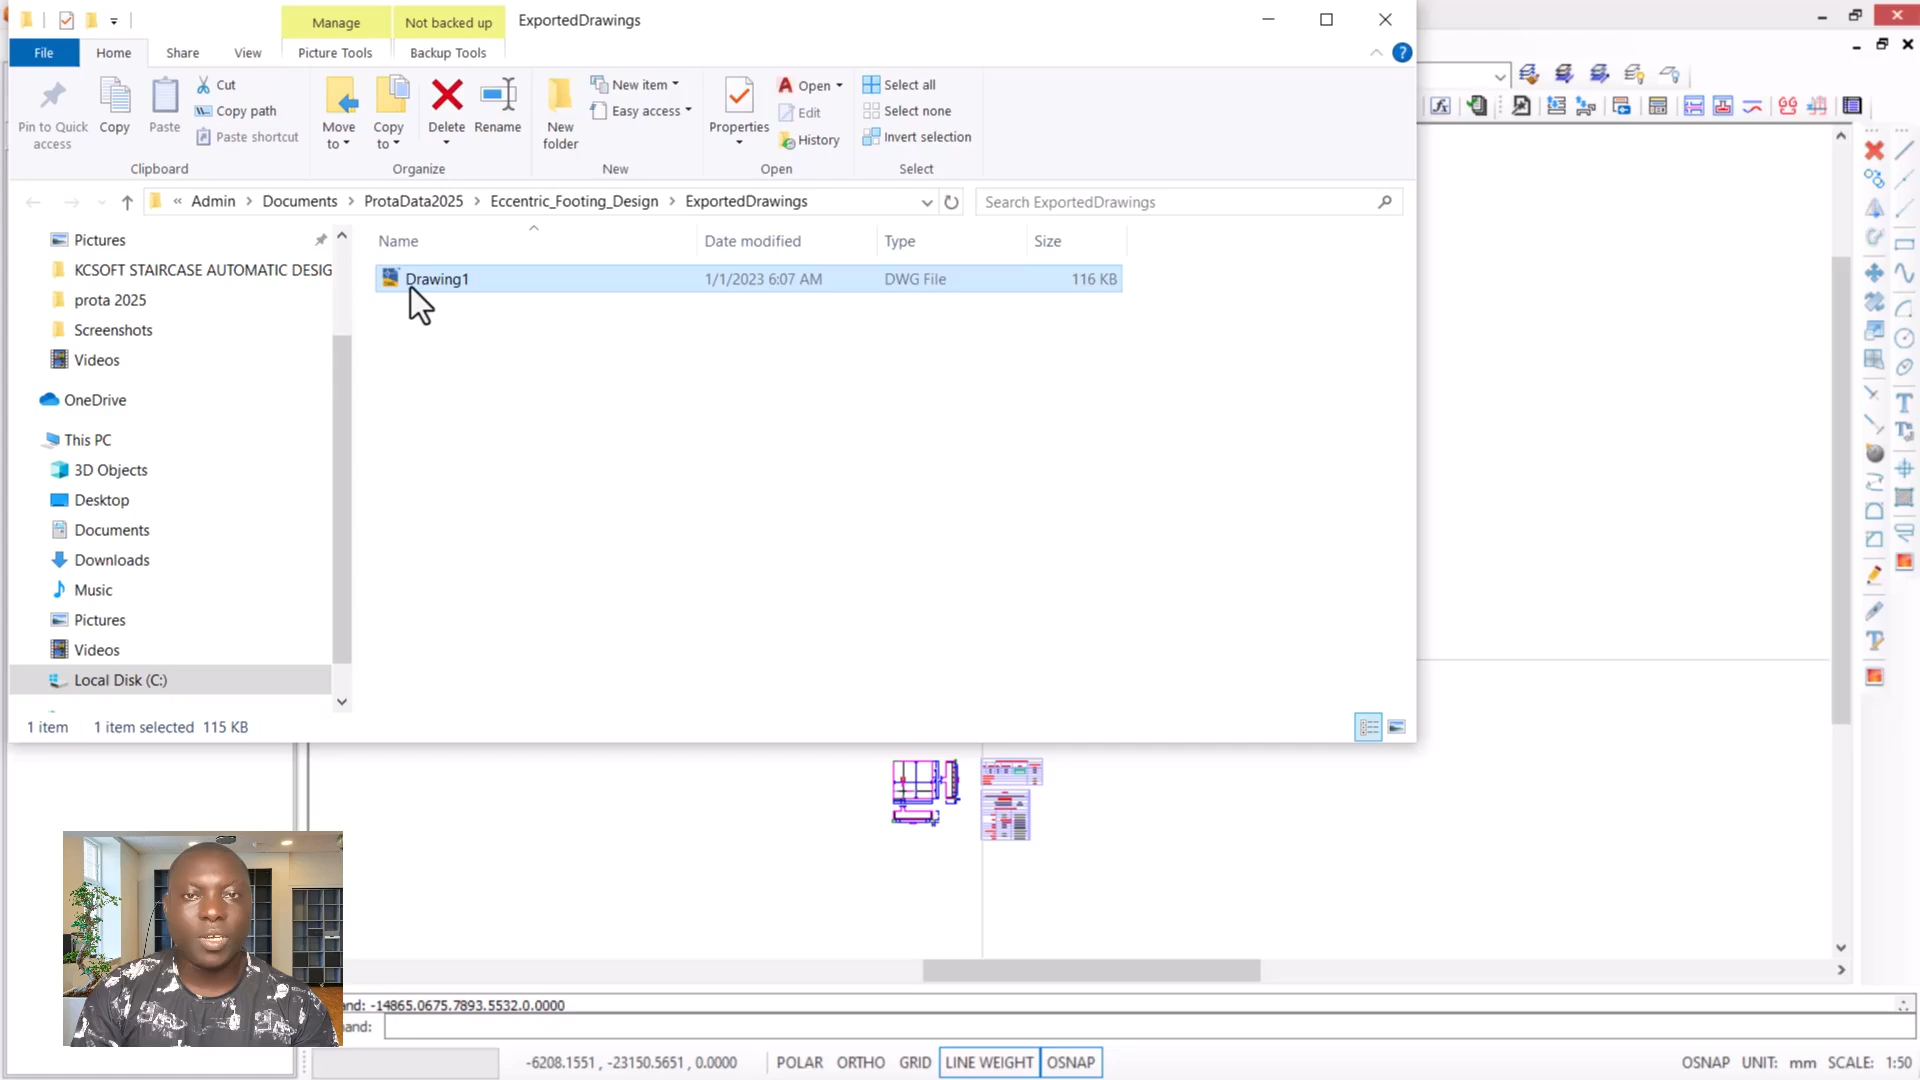 Manage
Not backed up
ExportedDrawings
File
Home
Share
View
Picture Tools
Backup Tools
Pin to Quick access
Copy
Paste
Cut
Copy path
Paste shortcut
Clipboard
Move to
Copy to
Delete
Rename
Organize
New folder
New item
Easy access
New
Properties
Open
Edit
History
Open
Select all
Select none
Invert selection
Select
« Admin > Documents > ProtaData2025 > Eccentric_Footing_Design > ExportedDrawings
Search ExportedDrawings
Pictures
KCSOFT STAIRCASE AUTOMATIC DESIG
prota 2025
Screenshots
Videos
OneDrive
This PC
3D Objects
Desktop
Documents
Downloads
Music
Pictures
Videos
Local Disk (C:)
Name
Date modified
Type
Size
Drawing1
1/1/2023 6:07 AM
DWG File
116 KB
1 item
1 item selected 115 KB
and: -14865.0675,7893.5532,0.0000
and:
-6208.1551 , -23150.5651 , 0.0000
POLAR
ORTHO
GRID
LINE WEIGHT
OSNAP
OSNAP
UNIT: mm
SCALE: 1:50